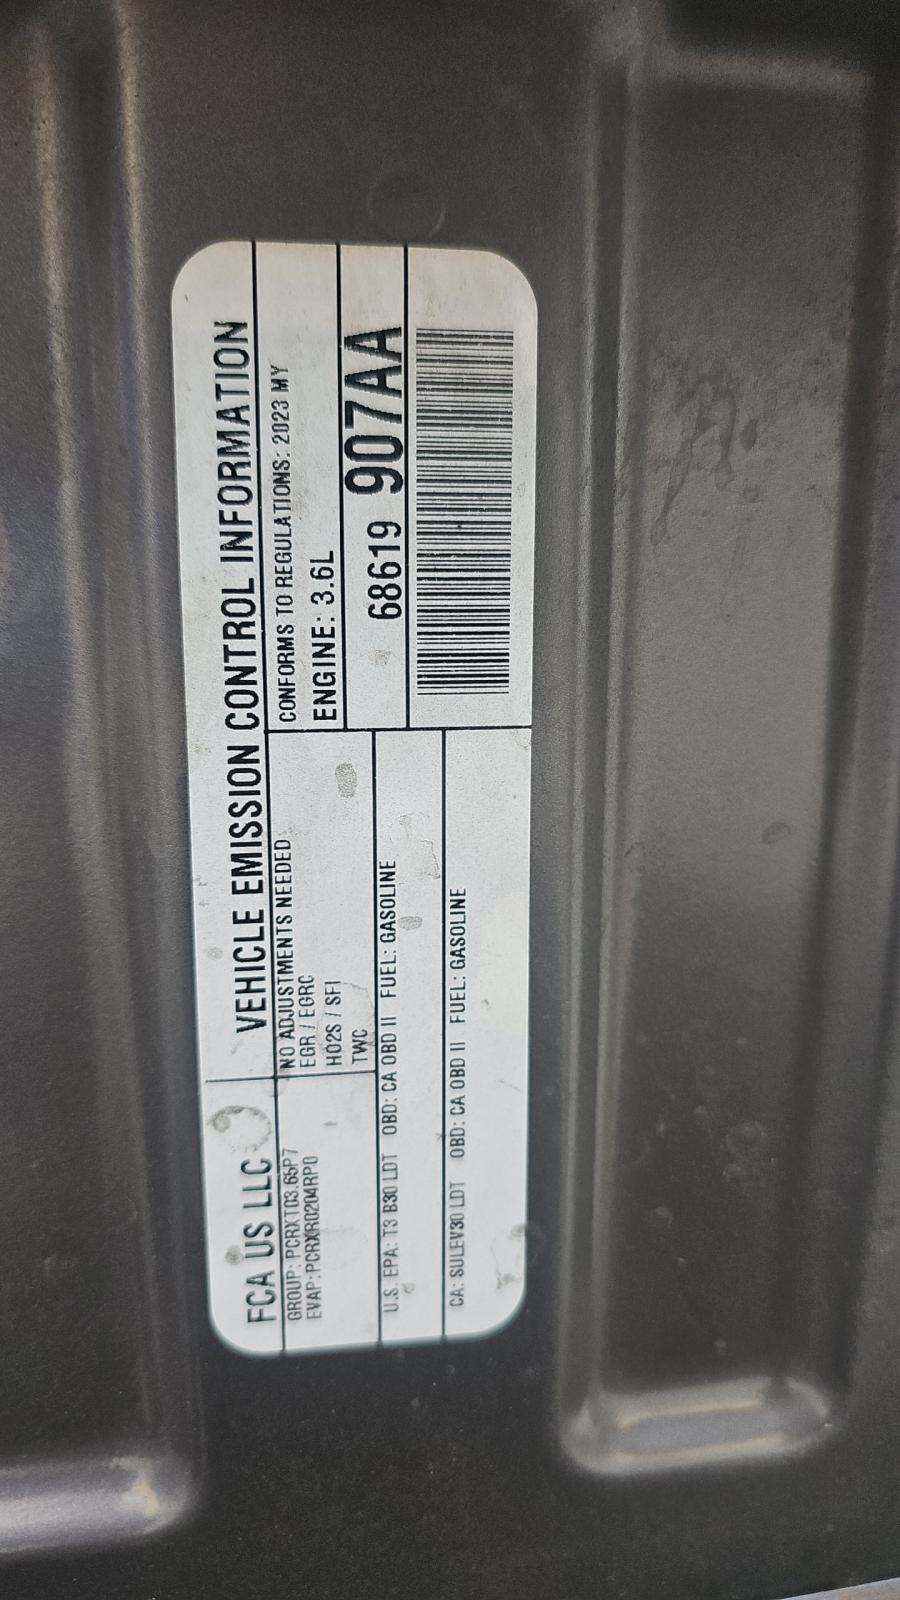 FCA US LLC
VEHICLE EMISSION CONTROL INFORMATION
GROUP: PCRXT03.65P7
EVAP: PCRXR0204RP0
NO ADJUSTMENTS NEEDED
EGR / EGRC
HO2S / SFI
TWC
CONFORMS TO REGULATIONS: 2023 MY
ENGINE: 3.6L
68619 907AA
U.S. EPA: T3 B30 LDT OBD: CA OBD II FUEL: GASOLINE
CA: SULEV30 LDT OBD: CA OBD II FUEL: GASOLINE